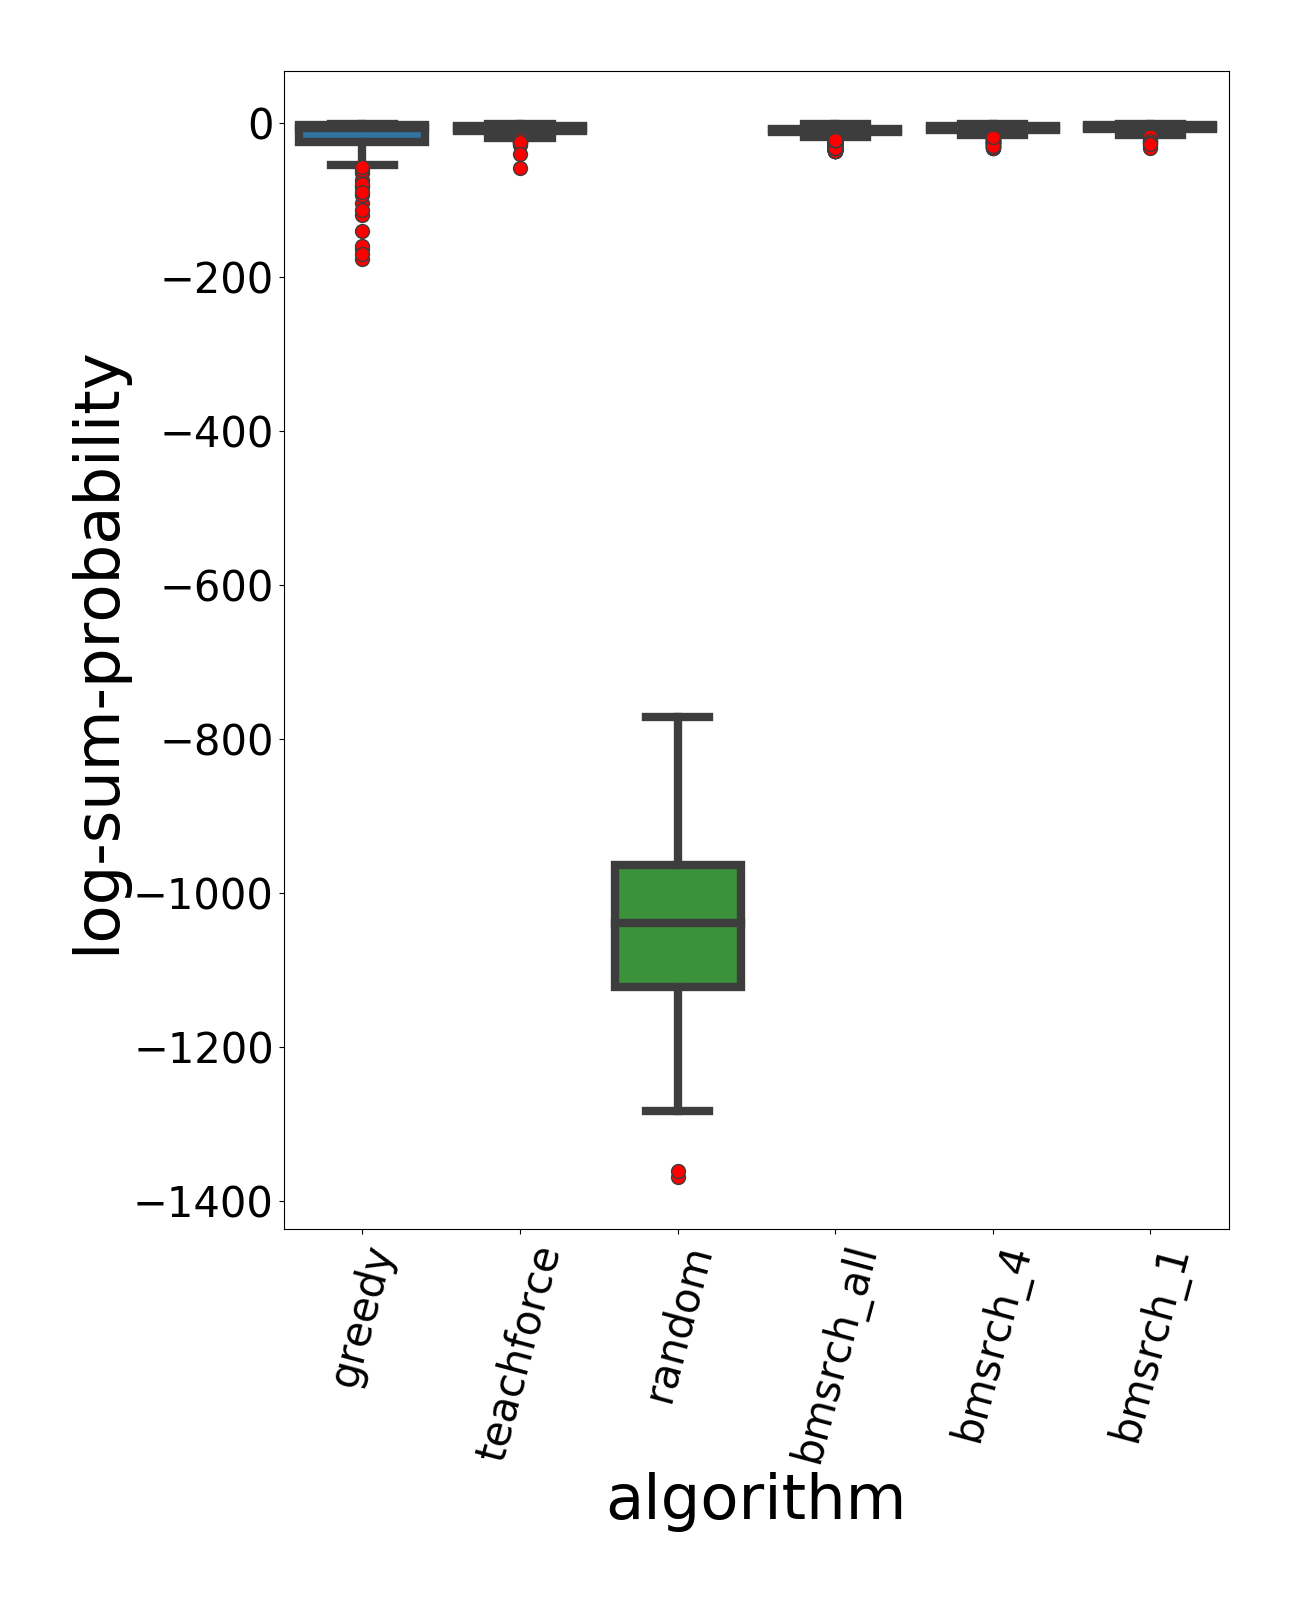 log-sum-probability
0
−200
−400
−600
−800
−1000
−1200
−1400
greedy
teachforce
random
bmsrch_all
bmsrch_4
bmsrch_1
algorithm